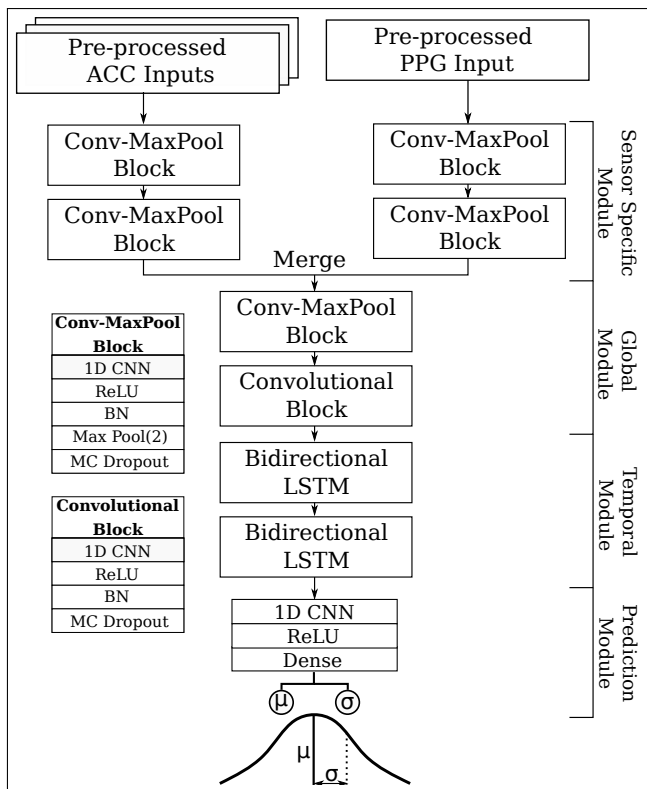 Pre-processed
ACC Inputs
Pre-processed
PPG Input
Conv-MaxPool
Block
Conv-MaxPool
Block
Conv-MaxPool
Block
Conv-MaxPool
Block
Sensor Specific
Module
Merge
Conv-MaxPool
Block
Convolutional
Block
Global
Module
Conv-MaxPool
Block
1D CNN
ReLU
BN
Max Pool(2)
MC Dropout
Bidirectional
LSTM
Bidirectional
LSTM
Temporal
Module
Convolutional
Block
1D CNN
ReLU
BN
MC Dropout
1D CNN
ReLU
Dense
Prediction
Module
μ
σ
μ
σ